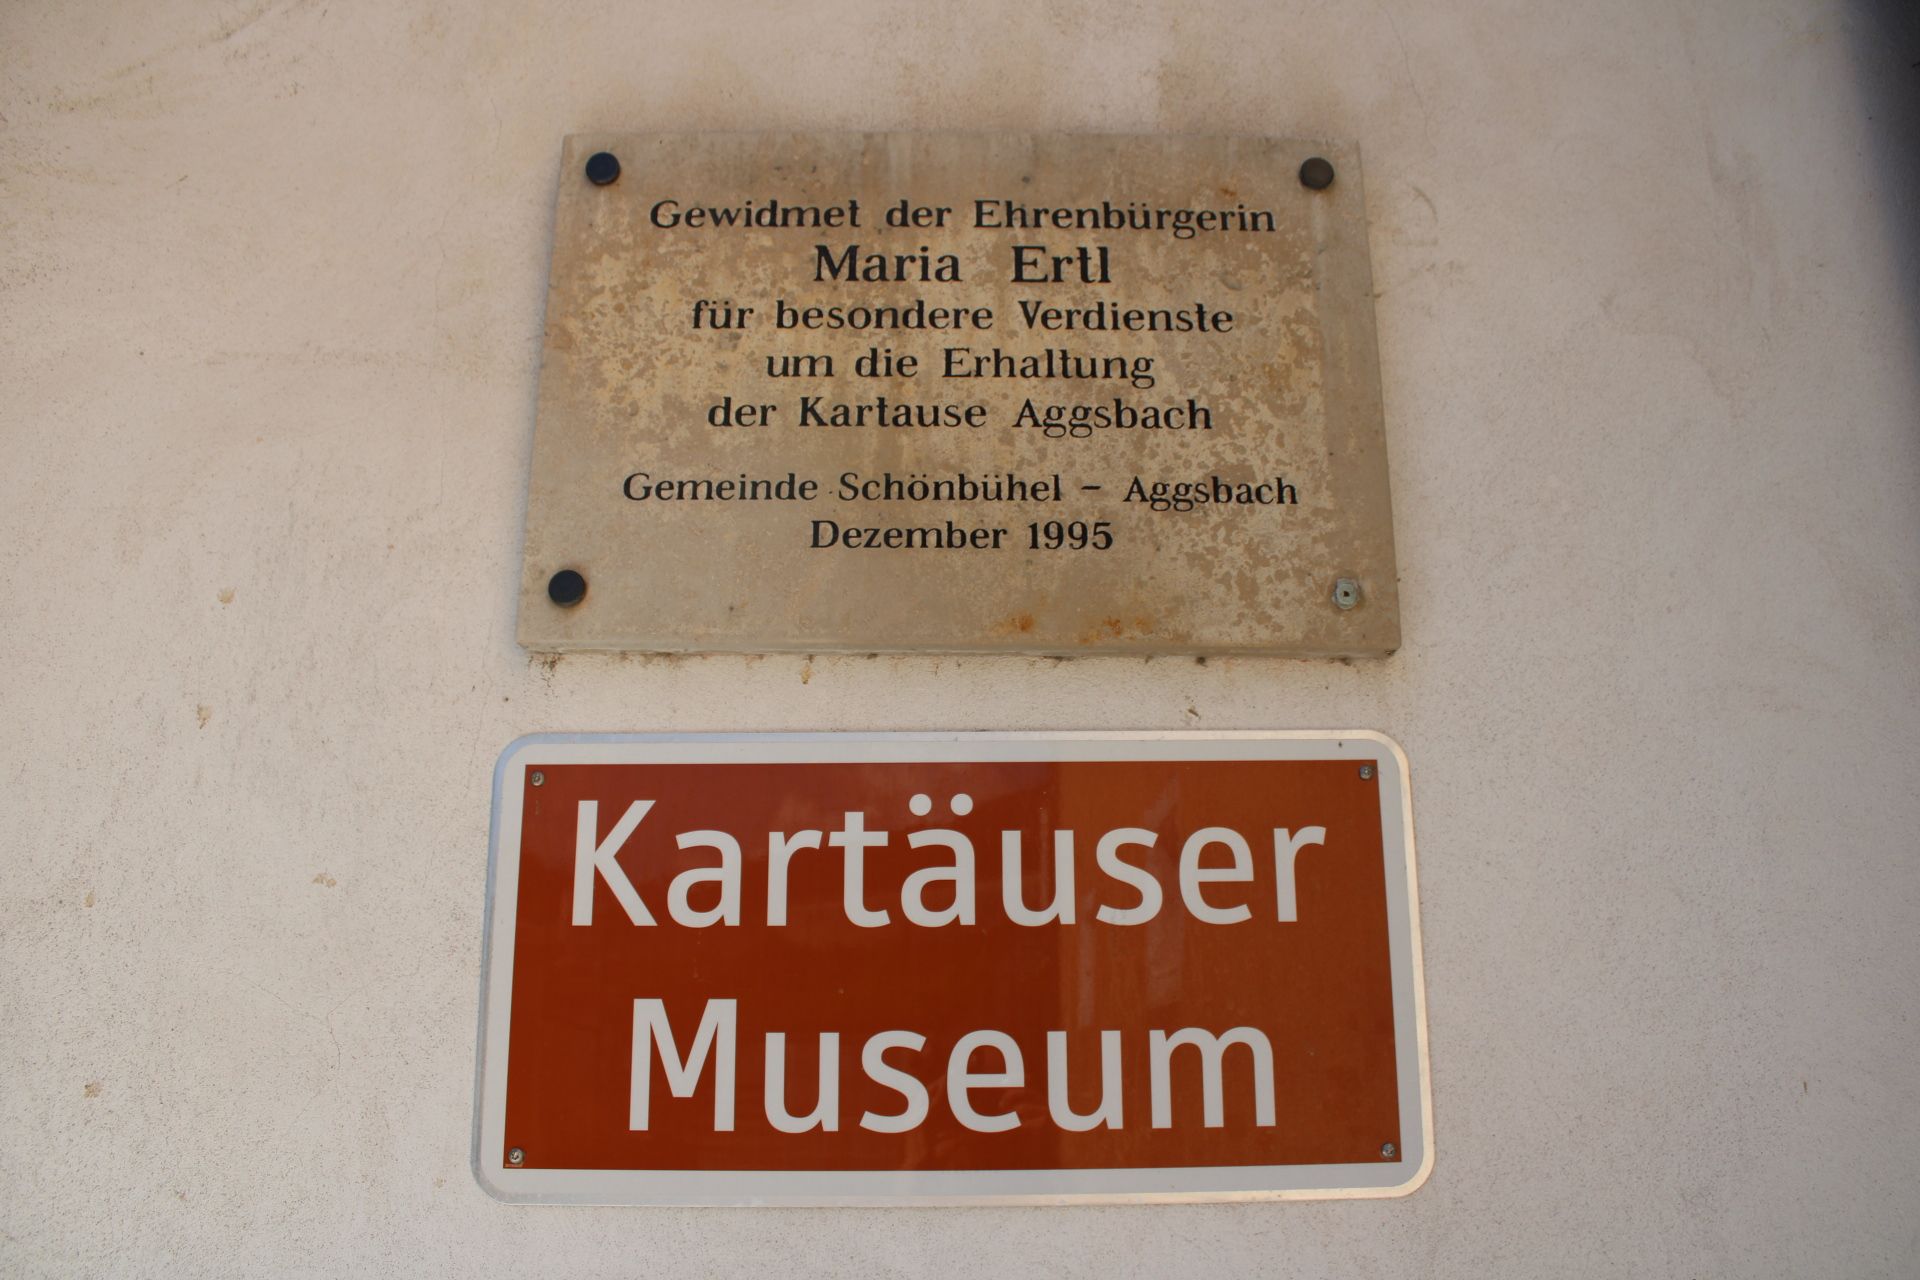 Gewidmet der Ehrenbürgerin
Maria Ertl
für besondere Verdienste
um die Erhaltung
der Kartause Aggsbach
Gemeinde Schönbühel - Aggsbach
Dezember 1995
Kartäuser
Museum